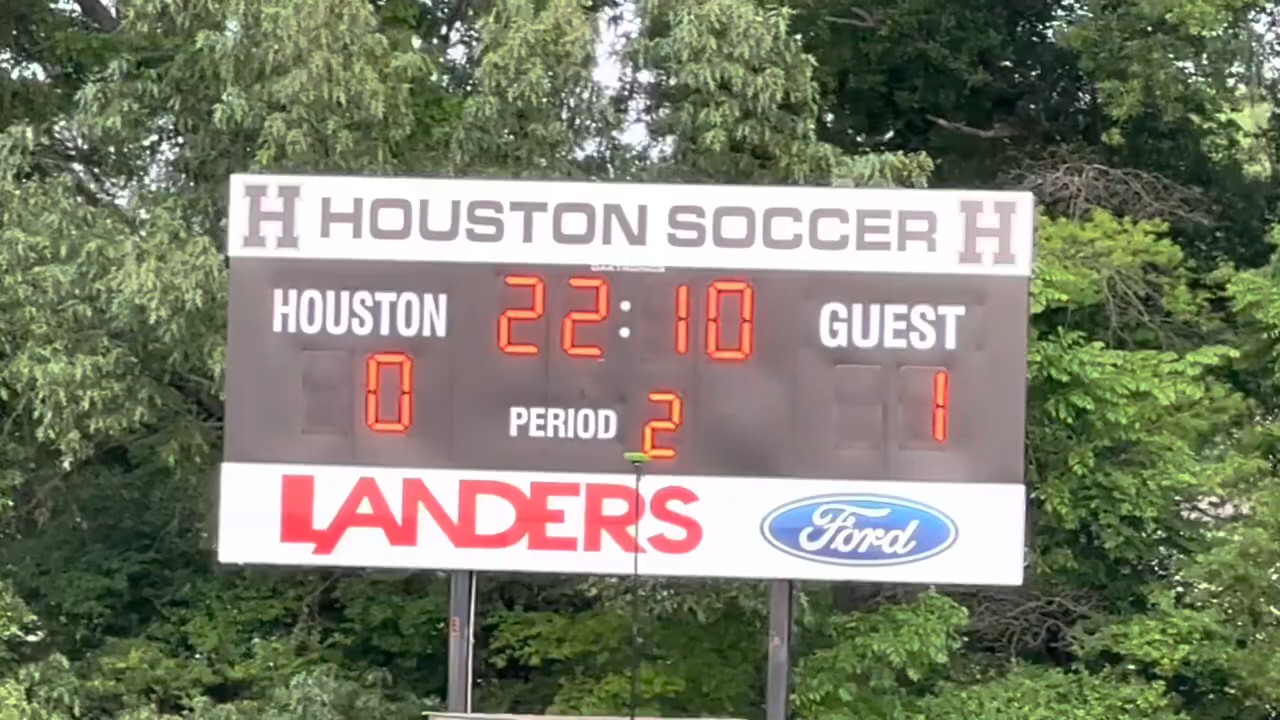 H HOUSTON SOCCER H
HOUSTON 22:10 GUEST
0 PERIOD 2 1
LANDERS Ford